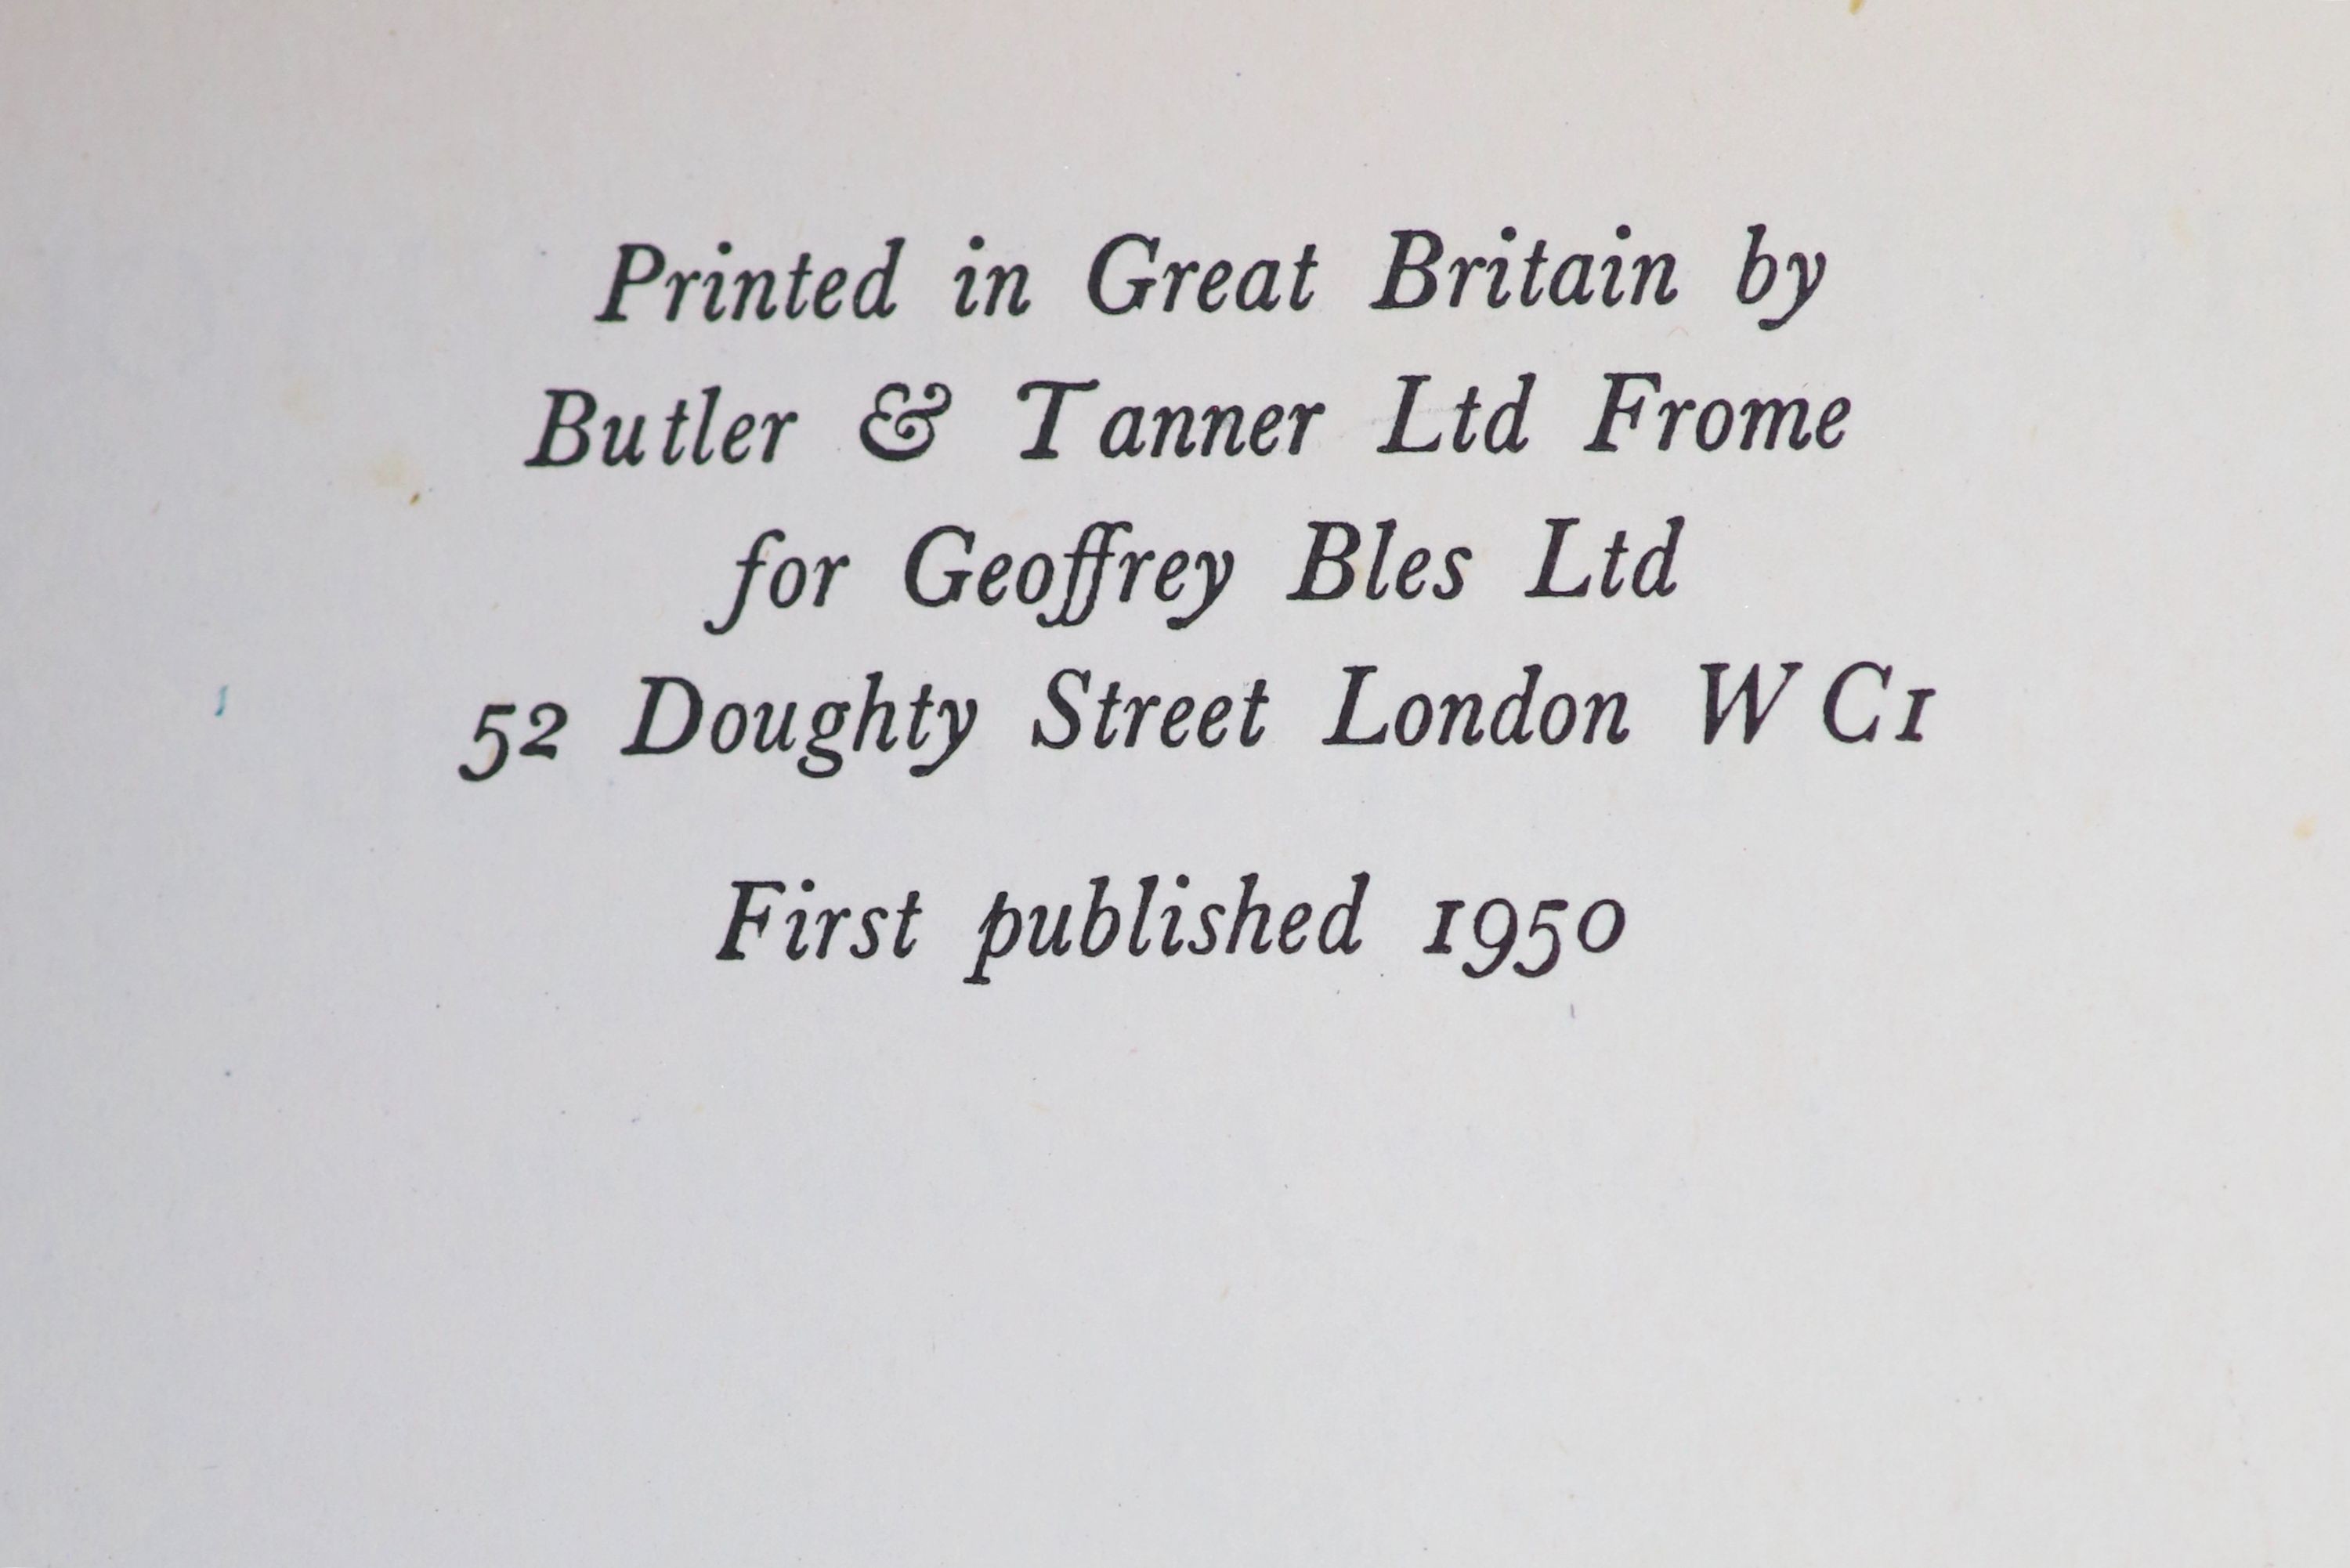 Printed in Great Britain by
Butler & Tanner Ltd Frome
for Geoffrey Bles Ltd
52 Doughty Street London WC1
First published 1950